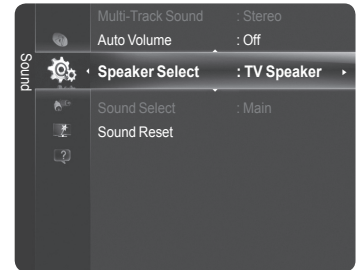 Sound
Multi-Track Sound : Stereo
Auto Volume : Off
Speaker Select : TV Speaker
Sound Select : Main
Sound Reset